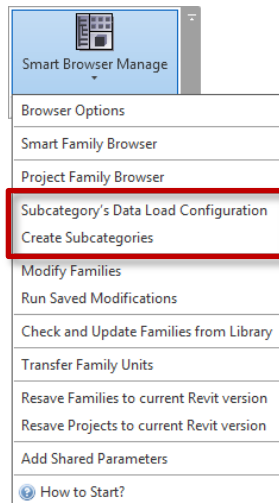 Smart Browser Manage
Browser Options
Smart Family Browser
Project Family Browser
Subcategory's Data Load Configuration
Create Subcategories
Modify Families
Run Saved Modifications
Check and Update Families from Library
Transfer Family Units
Resave Families to current Revit version
Resave Projects to current Revit version
Add Shared Parameters
How to Start?